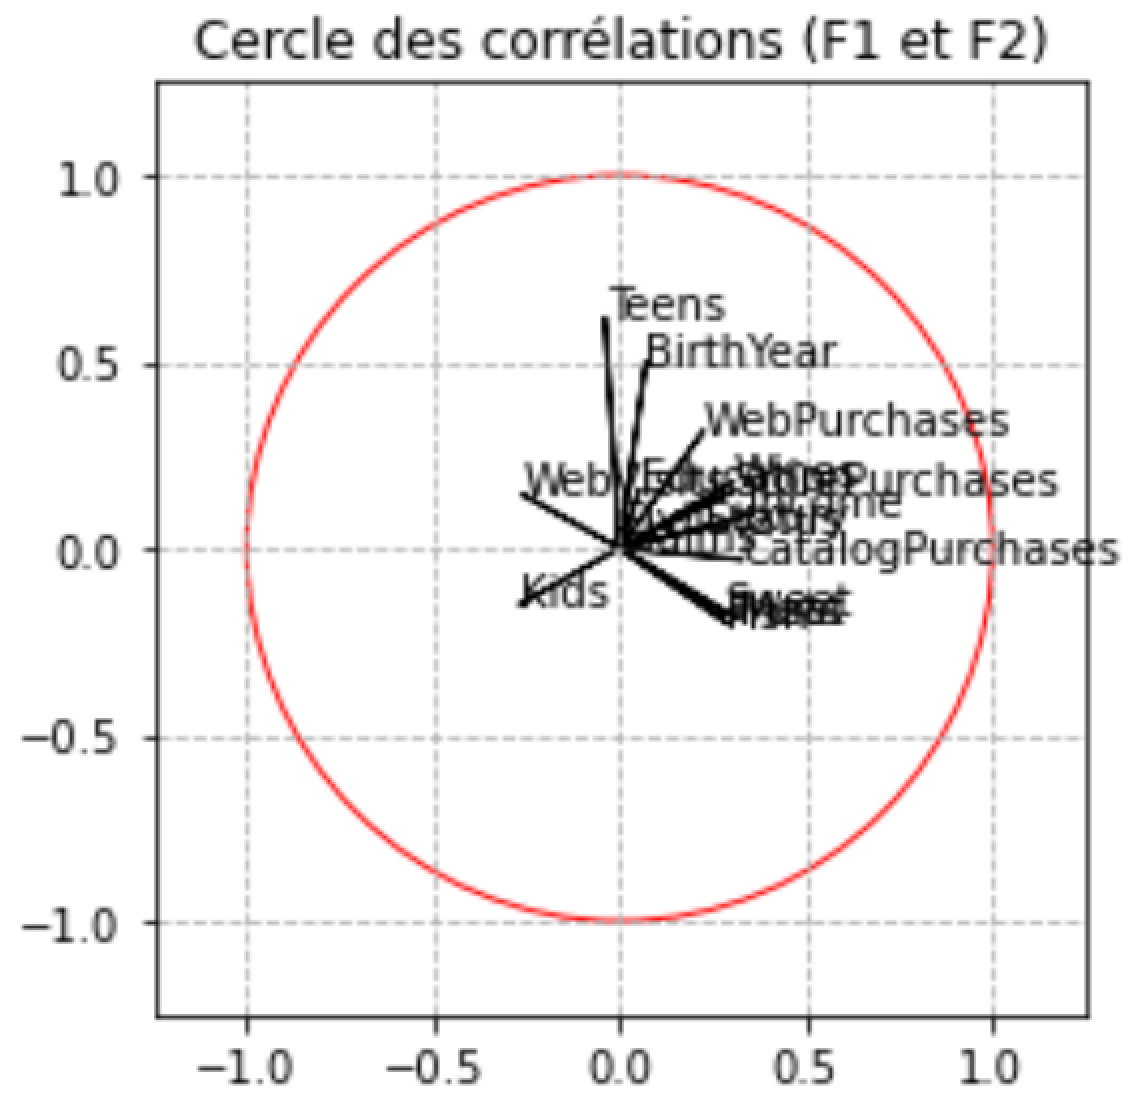 Cercle des corrélations (F1 et F2)
1.0
0.5
0.0
−0.5
−1.0
Teens
BirthYear
WebPurchases
Purchases
CatalogPurchases
Kids
Sweet
−1.0
−0.5
0.0
0.5
1.0